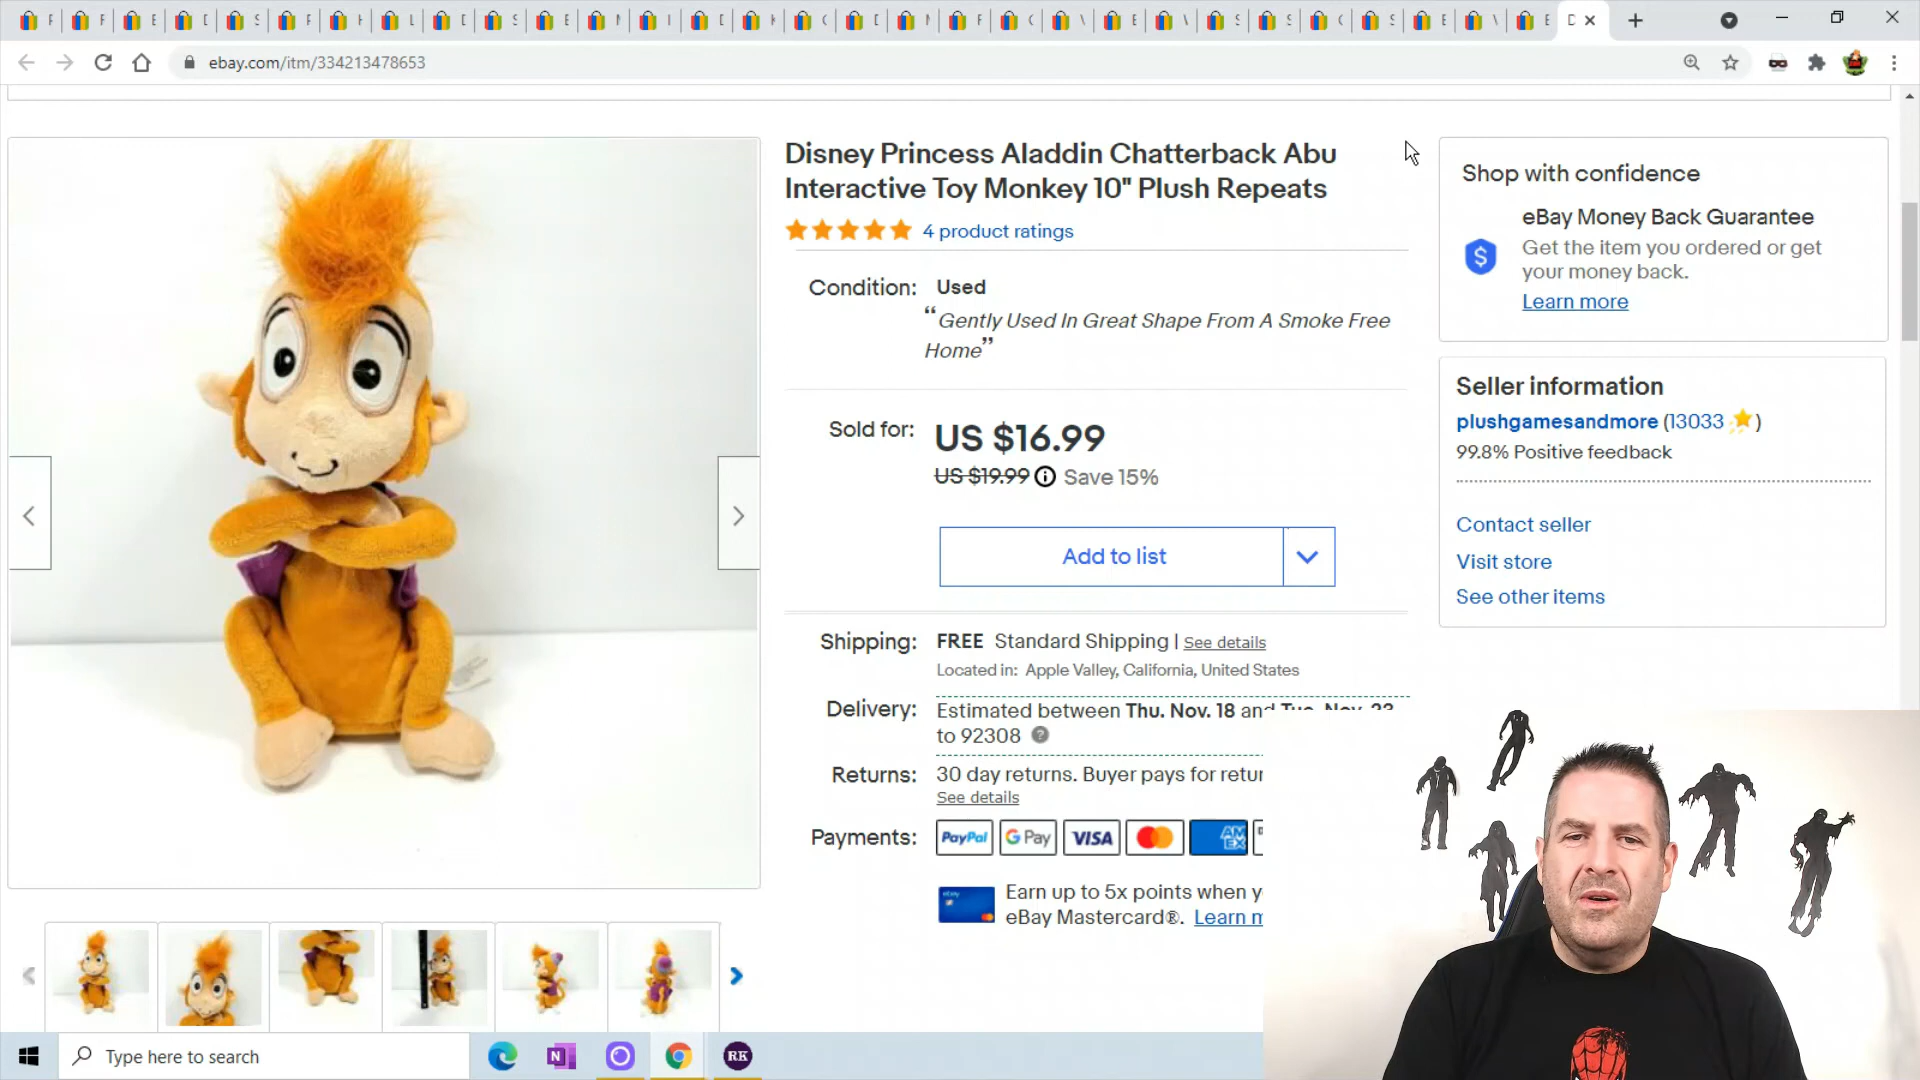 ebay.com/itm/334213478653
Disney Princess Aladdin Chatterback Abu
Interactive Toy Monkey 10" Plush Repeats
4 product ratings
Condition: Used
“Gently Used In Great Shape From A Smoke Free
Home”
Sold for: US $16.99
US $19.99 Save 15%
Add to list
Shipping: FREE Standard Shipping | See details
Located in: Apple Valley, California, United States
Delivery: Estimated between Thu. Nov. 18 and Tue. Nov. 23
to 92308
Returns: 30 day returns. Buyer pays for retur
See details
Payments: PayPal G Pay VISA AM EX
Earn up to 5x points when y
eBay Mastercard®. Learn m
Shop with confidence
eBay Money Back Guarantee
Get the item you ordered or get
your money back.
Learn more
Seller information
plushgamesandmore (13033)
99.8% Positive feedback
Contact seller
Visit store
See other items
Type here to search
N
RK